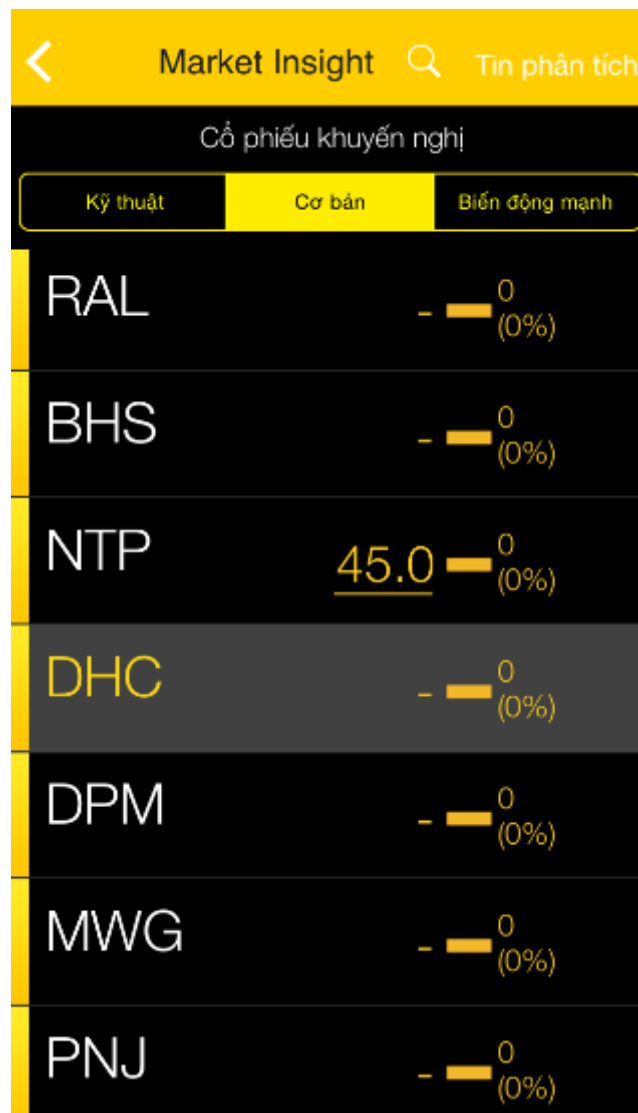 Market Insight
Tin phân tích
Cổ phiếu khuyến nghị
Kỹ thuật
Cơ bản
Biến động mạnh
RAL
- 0
(0%)
BHS
- 0
(0%)
NTP
45.0 0
(0%)
DHC
- 0
(0%)
DPM
- 0
(0%)
MWG
- 0
(0%)
PNJ
- 0
(0%)